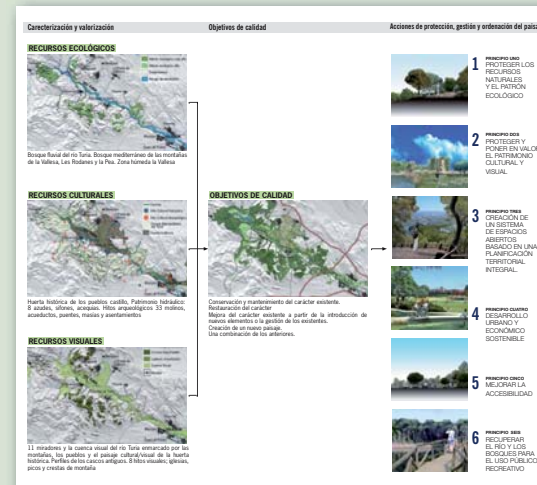 Carecterización y valorización
Objetivos de calidad
Acciones de protección, gestión y ordenación del paisa
RECURSOS ECOLÓGICOS
Bosque fluvial del río Turia. Bosque mediterráneo de las montañas
de la Vallesa, Les Rodanes y la Pea. Zona húmeda la Vallesa
RECURSOS CULTURALES
Huerta histórica de los pueblos castillo, Patrimonio hidráulico:
8 azudes, sifones, acequias. Hitos arqueológicos 33 molinos,
acueductos, puentes, masías y asentamientos
RECURSOS VISUALES
11 miradores y la cuenca visual del río Turia enmarcado por las
montañas, los pueblos y el paisaje cultural/visual de la huerta
histórica. Perfiles de los cascos antiguos. 8 hitos visuales; iglesias,
picos y crestas de montaña
OBJETIVOS DE CALIDAD
Conservación y mantenimiento del carácter existente.
Restauración del carácter
Mejora del carácter existente a partir de la introducción de
nuevos elementos o la gestión de los existentes.
Creación de un nuevo paisaje.
Una combinación de los anteriores.
1 PRINCIPIO UNO
PROTEGER LOS
RECURSOS
NATURALES
Y EL PATRÓN
ECOLÓGICO
2 PRINCIPIO DOS
PROTEGER Y
PONER EN VALOR
EL PATRIMONIO
CULTURAL Y
VISUAL
3 PRINCIPIO TRES
CREACIÓN DE
UN SISTEMA
DE ESPACIOS
ABIERTOS
BASADO EN UNA
PLANIFICACIÓN
TERRITORIAL
INTEGRAL.
4 PRINCIPIO CUATRO
DESARROLLO
URBANO Y
ECONÓMICO
SOSTENIBLE
5 PRINCIPIO CINCO
MEJORAR LA
ACCESIBILIDAD
6 PRINCIPIO SEIS
RECUPERAR
EL RÍO Y LOS
BOSQUES PARA
EL USO PÚBLICO
RECREATIVO